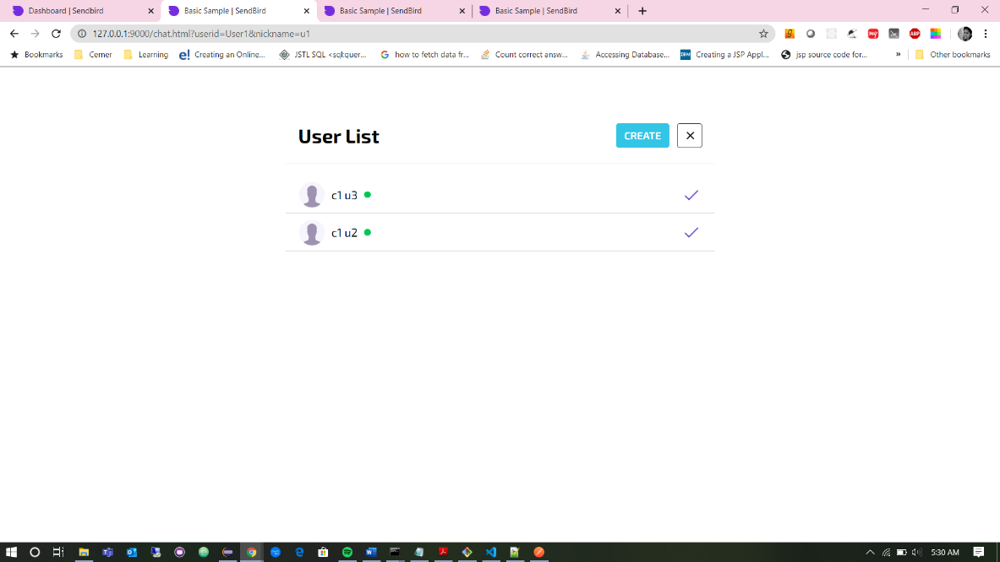 Dashboard | Sendbird
Basic Sample | SendBird
Basic Sample | SendBird
Basic Sample | SendBird
127.0.0.1:9000/chat.html?userid=User1&nickname=u1
ABP
Bookmarks
Cerner
Learning
e! Creating an Online...
JSTL SQL <sql:quer...
G how to fetch data fr...
Count correct answ...
Accessing Database...
IBM Creating a JSP Appl...
jsp source code for...
»
Other bookmarks
User List
CREATE
c1 u3
c1 u2
5:30 AM